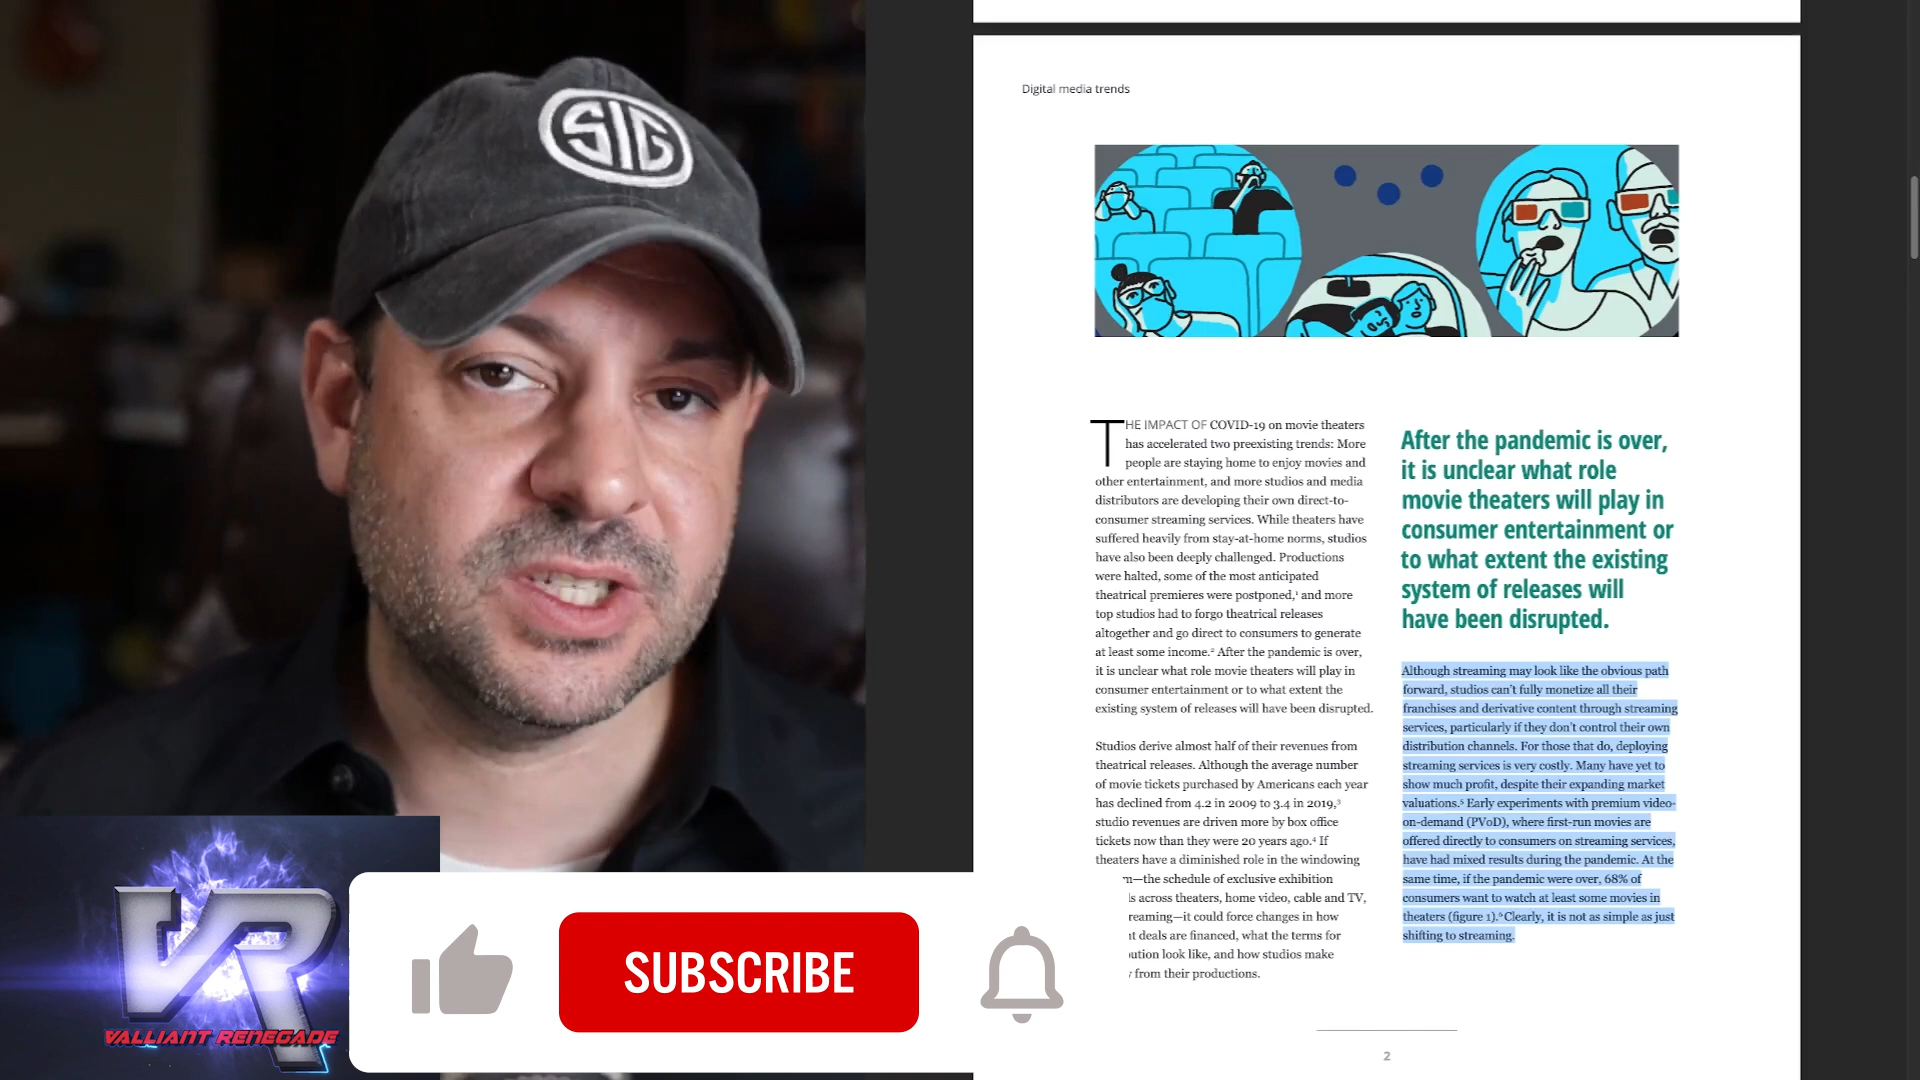 SIG
Digital media trends
THE IMPACT OF COVID-19 on movie theaters
has accelerated two preexisting trends: More
people are staying home to enjoy movies and
other entertainment, and more studios and media
distributors are developing their own direct-to-
consumer streaming services. While theaters have
suffered heavily from stay-at-home norms, studios
have also been deeply challenged. Productions
were halted, some of the most anticipated
theatrical premieres were postponed,¹ and more
top studios had to forgo theatrical releases
altogether and go direct to consumers to generate
at least some income.² After the pandemic is over,
it is unclear what role movie theaters will play in
consumer entertainment or to what extent the
existing system of releases will have been disrupted.
Studios derive almost half of their revenues from
theatrical releases. Although the average number
of movie tickets purchased by Americans each year
has declined from 4.2 in 2009 to 3.4 in 2019,³
studio revenues are driven more by box office
tickets now than they were 20 years ago.⁴ If
theaters have a diminished role in the windowing
—the schedule of exclusive exhibition
across theaters, home video, cable and TV,
—it could force changes in how
deals are financed, what the terms for
look like, and how studios make
from their productions.
After the pandemic is over,
it is unclear what role
movie theaters will play in
consumer entertainment or
to what extent the existing
system of releases will
have been disrupted.
Although streaming may look like the obvious path
forward, studios can't fully monetize all their
franchises and derivative content through streaming
services, particularly if they don't control their own
distribution channels. For those that do, deploying
streaming services is very costly. Many have yet to
show much profit, despite their expanding market
valuations.⁵ Early experiments with premium video-
on-demand (PVoD), where first-run movies are
offered directly to consumers on streaming services,
have had mixed results during the pandemic. At the
same time, if the pandemic were over, 68% of
consumers want to watch at least some movies in
theaters (figure 1).⁶ Clearly, it is not as simple as just
shifting to streaming.
2
VR
VALLIANT RENEGADE
SUBSCRIBE